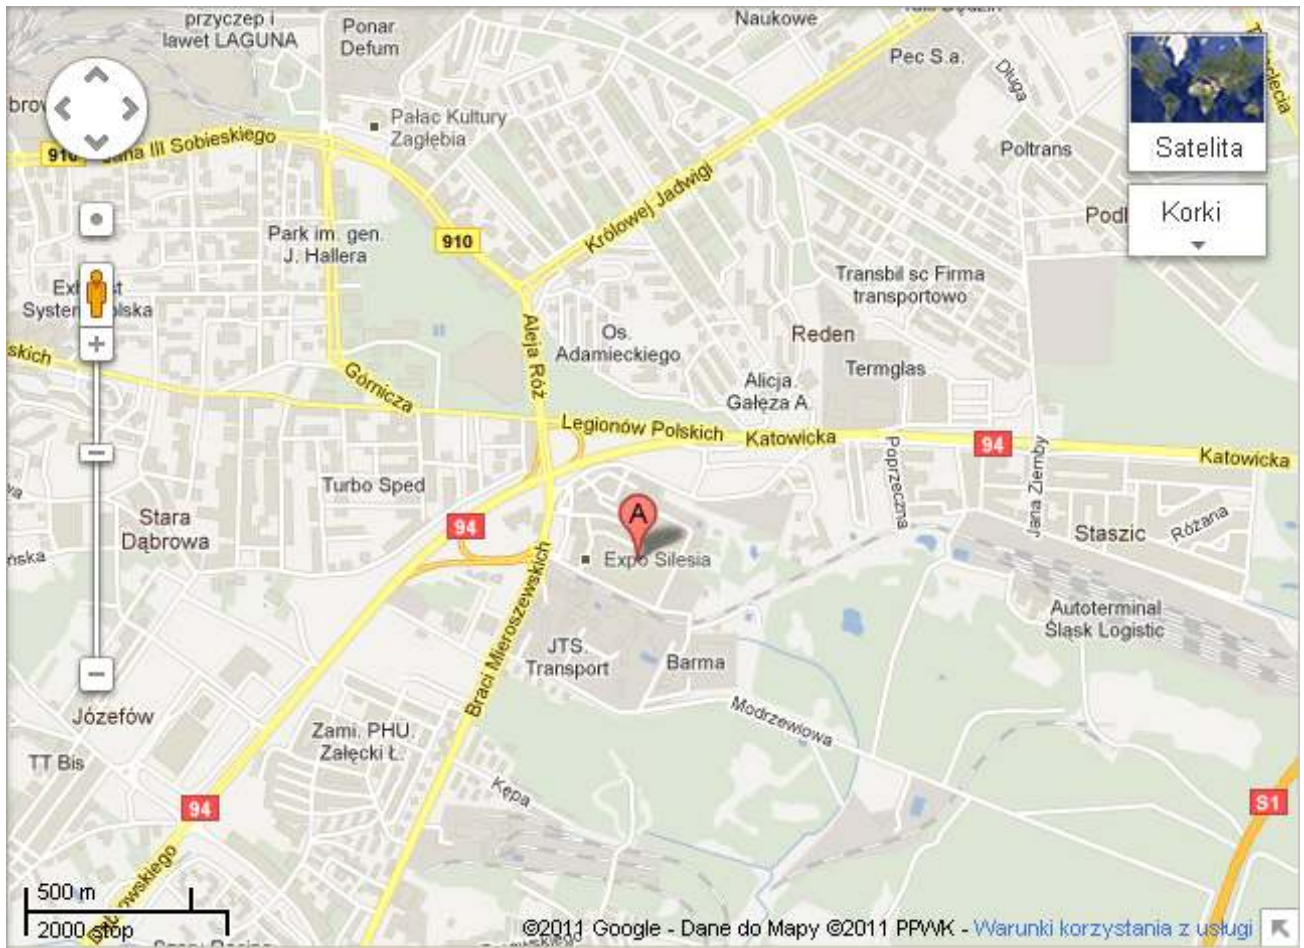 przyczep i
lawet LAGUNA
Ponar
Defum
Naukowe
Pec S.a.
Długa
Satelita
Korki
Pałac Kultury
Zagłębia
Poltrans
910
Jana III Sobieskiego
Królowej Jadwigi
Park im. gen.
J. Hallera
910
Transbil sc Firma
transportowo
Reden
Os.
Adamieckiego
Aleja Róż
Termglas
Alicja.
Gałęza A.
Górnicza
Legionów Polskich
Katowicka
94
Katowicka
Poprzeczna
Jana Ziemby
Turbo Sped
Stara
Dąbrowa
94
A
Expo Silesia
Staszic
Różana
Braci Mieroszewskich
Autoterminal
Śląsk Logistic
JTS.
Transport
Barma
Modrzewiowa
Józefów
Zami. PHU.
Załęcki Ł.
TT Bis
Kępa
94
S1
500 m
2000 stóp
©2011 Google - Dane do Mapy ©2011 PPWK - Warunki korzystania z usługi